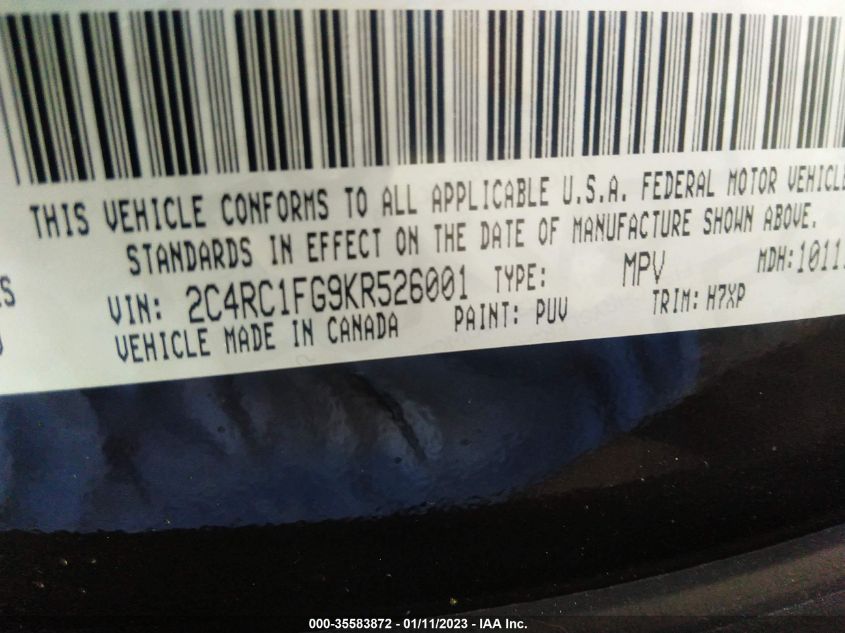 THIS VEHICLE CONFORMS TO ALL APPLICABLE U.S.A. FEDERAL MOTOR VEHICLE
STANDARDS IN EFFECT ON THE DATE OF MANUFACTURE SHOWN ABOVE.
VIN: 2C4RC1FG9KR526001 TYPE: MPV MDH:1011
VEHICLE MADE IN CANADA PAINT: PUV TRIM: H7XP
000-35583872 / 01/11/2023 - IAA Inc.